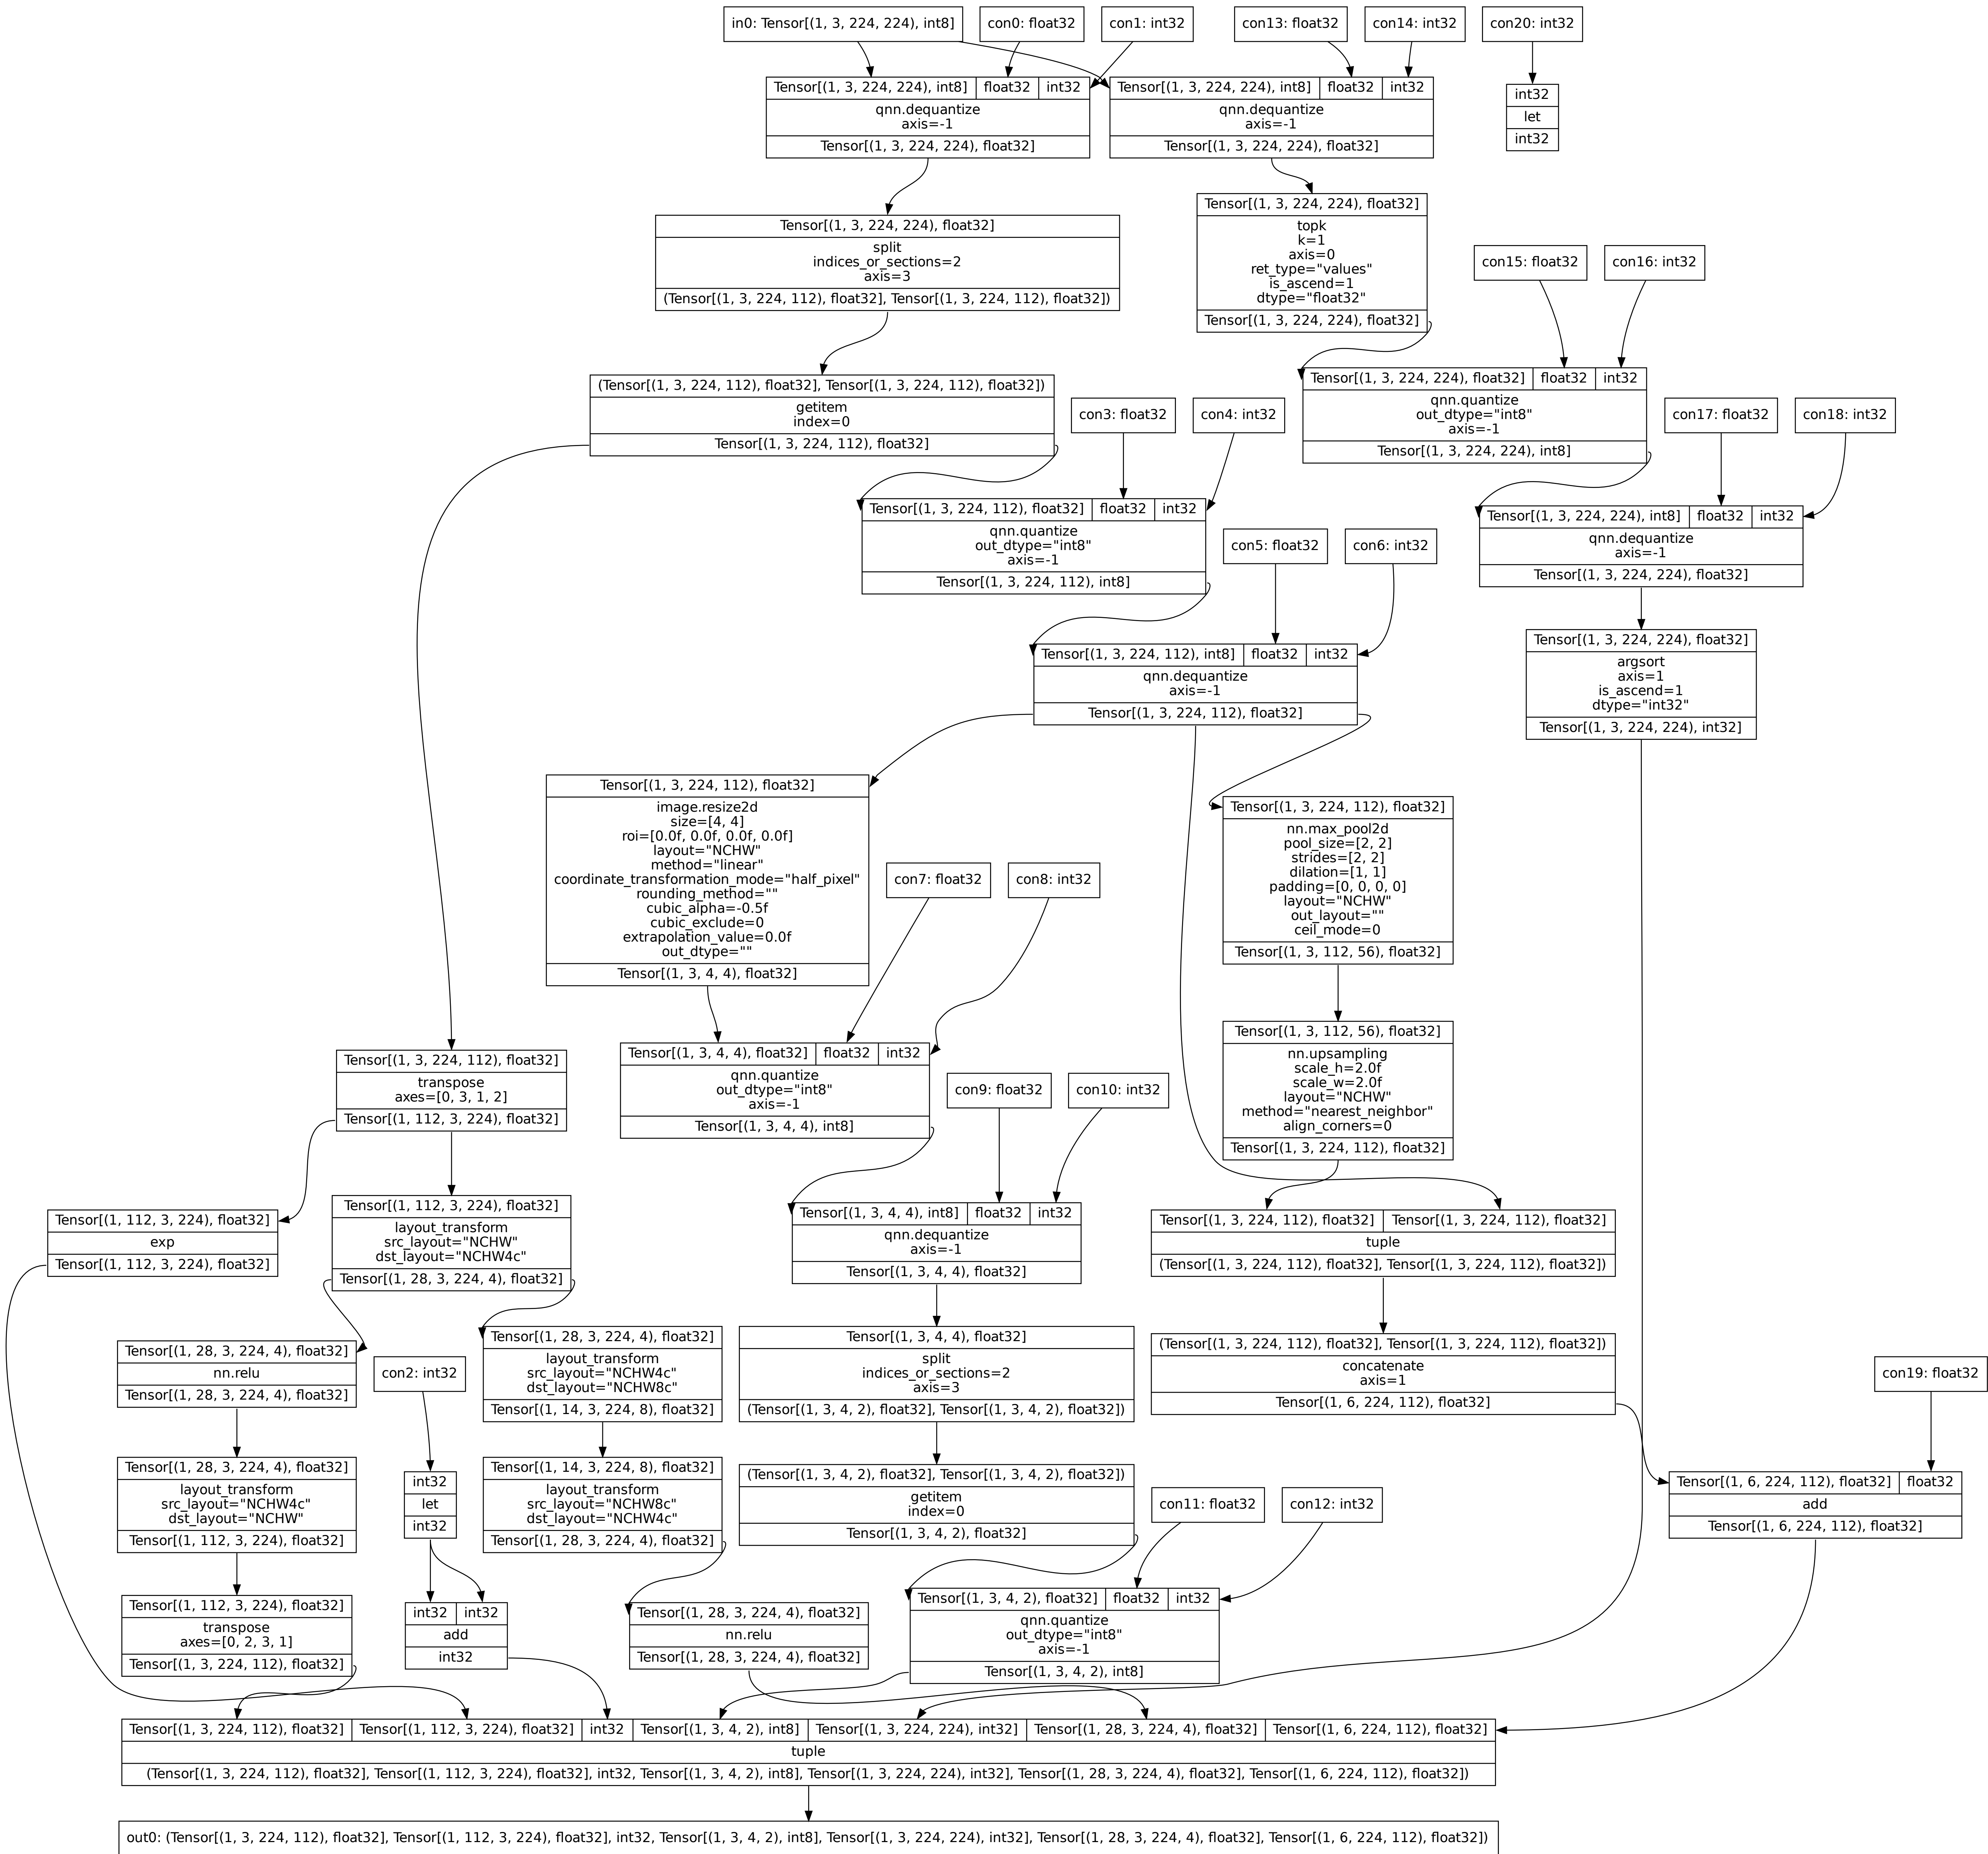 in0: Tensor[(1, 3, 224, 224), int8]
con0: float32
con1: int32
con13: float32
con14: int32
con20: int32
Tensor[(1, 3, 224, 224), int8] float32 int32
qnn.dequantize
axis=-1
Tensor[(1, 3, 224, 224), float32]
Tensor[(1, 3, 224, 224), int8] float32 int32
qnn.dequantize
axis=-1
Tensor[(1, 3, 224, 224), float32]
int32
let
int32
Tensor[(1, 3, 224, 224), float32]
split
indices_or_sections=2
axis=3
(Tensor[(1, 3, 224, 112), float32], Tensor[(1, 3, 224, 112), float32])
Tensor[(1, 3, 224, 224), float32]
topk
k=1
axis=0
ret_type="values"
is_ascend=1
dtype="float32"
Tensor[(1, 3, 224, 224), float32]
con15: float32
con16: int32
(Tensor[(1, 3, 224, 112), float32], Tensor[(1, 3, 224, 112), float32])
getitem
index=0
Tensor[(1, 3, 224, 112), float32]
con3: float32
con4: int32
Tensor[(1, 3, 224, 224), float32] float32 int32
qnn.quantize
out_dtype="int8"
axis=-1
Tensor[(1, 3, 224, 224), int8]
con17: float32
con18: int32
Tensor[(1, 3, 224, 112), float32] float32 int32
qnn.quantize
out_dtype="int8"
axis=-1
Tensor[(1, 3, 224, 112), int8]
con5: float32
con6: int32
Tensor[(1, 3, 224, 224), int8] float32 int32
qnn.dequantize
axis=-1
Tensor[(1, 3, 224, 224), float32]
Tensor[(1, 3, 224, 112), int8] float32 int32
qnn.dequantize
axis=-1
Tensor[(1, 3, 224, 112), float32]
Tensor[(1, 3, 224, 224), float32]
argsort
axis=1
is_ascend=1
dtype="int32"
Tensor[(1, 3, 224, 224), int32]
Tensor[(1, 3, 224, 112), float32]
image.resize2d
size=[4, 4]
roi=[0.0f, 0.0f, 0.0f, 0.0f]
layout="NCHW"
method="linear"
coordinate_transformation_mode="half_pixel"
rounding_method=""
cubic_alpha=-0.5f
cubic_exclude=0
extrapolation_value=0.0f
out_dtype=""
Tensor[(1, 3, 4, 4), float32]
con7: float32
con8: int32
Tensor[(1, 3, 224, 112), float32]
nn.max_pool2d
pool_size=[2, 2]
strides=[2, 2]
dilation=[1, 1]
padding=[0, 0, 0, 0]
layout="NCHW"
out_layout=""
ceil_mode=0
Tensor[(1, 3, 112, 56), float32]
Tensor[(1, 3, 224, 112), float32]
transpose
axes=[0, 3, 1, 2]
Tensor[(1, 112, 3, 224), float32]
Tensor[(1, 3, 4, 4), float32] float32 int32
qnn.quantize
out_dtype="int8"
axis=-1
Tensor[(1, 3, 4, 4), int8]
con9: float32
con10: int32
Tensor[(1, 3, 112, 56), float32]
nn.upsampling
scale_h=2.0f
scale_w=2.0f
layout="NCHW"
method="nearest_neighbor"
align_corners=0
Tensor[(1, 3, 224, 112), float32]
Tensor[(1, 112, 3, 224), float32]
exp
Tensor[(1, 112, 3, 224), float32]
Tensor[(1, 112, 3, 224), float32]
layout_transform
src_layout="NCHW"
dst_layout="NCHW4c"
Tensor[(1, 28, 3, 224, 4), float32]
Tensor[(1, 3, 4, 4), int8] float32 int32
qnn.dequantize
axis=-1
Tensor[(1, 3, 4, 4), float32]
Tensor[(1, 3, 224, 112), float32] Tensor[(1, 3, 224, 112), float32]
tuple
(Tensor[(1, 3, 224, 112), float32], Tensor[(1, 3, 224, 112), float32])
Tensor[(1, 28, 3, 224, 4), float32]
nn.relu
Tensor[(1, 28, 3, 224, 4), float32]
con2: int32
Tensor[(1, 28, 3, 224, 4), float32]
layout_transform
src_layout="NCHW4c"
dst_layout="NCHW8c"
Tensor[(1, 14, 3, 224, 8), float32]
Tensor[(1, 3, 4, 4), float32]
split
indices_or_sections=2
axis=3
(Tensor[(1, 3, 4, 2), float32], Tensor[(1, 3, 4, 2), float32])
(Tensor[(1, 3, 224, 112), float32], Tensor[(1, 3, 224, 112), float32])
concatenate
axis=1
Tensor[(1, 6, 224, 112), float32]
con19: float32
Tensor[(1, 28, 3, 224, 4), float32]
layout_transform
src_layout="NCHW4c"
dst_layout="NCHW"
Tensor[(1, 112, 3, 224), float32]
int32
let
int32
Tensor[(1, 14, 3, 224, 8), float32]
layout_transform
src_layout="NCHW8c"
dst_layout="NCHW4c"
Tensor[(1, 28, 3, 224, 4), float32]
(Tensor[(1, 3, 4, 2), float32], Tensor[(1, 3, 4, 2), float32])
getitem
index=0
Tensor[(1, 3, 4, 2), float32]
con11: float32
con12: int32
Tensor[(1, 6, 224, 112), float32] float32
add
Tensor[(1, 6, 224, 112), float32]
Tensor[(1, 112, 3, 224), float32]
transpose
axes=[0, 2, 3, 1]
Tensor[(1, 3, 224, 112), float32]
int32 int32
add
int32
Tensor[(1, 28, 3, 224, 4), float32]
nn.relu
Tensor[(1, 28, 3, 224, 4), float32]
Tensor[(1, 3, 4, 2), float32] float32 int32
qnn.quantize
out_dtype="int8"
axis=-1
Tensor[(1, 3, 4, 2), int8]
Tensor[(1, 3, 224, 112), float32] Tensor[(1, 112, 3, 224), float32] int32 Tensor[(1, 3, 4, 2), int8] Tensor[(1, 3, 224, 224), int32] Tensor[(1, 28, 3, 224, 4), float32] Tensor[(1, 6, 224, 112), float32]
tuple
(Tensor[(1, 3, 224, 112), float32], Tensor[(1, 112, 3, 224), float32], int32, Tensor[(1, 3, 4, 2), int8], Tensor[(1, 3, 224, 224), int32], Tensor[(1, 28, 3, 224, 4), float32], Tensor[(1, 6, 224, 112), float32])
out0: (Tensor[(1, 3, 224, 112), float32], Tensor[(1, 112, 3, 224), float32], int32, Tensor[(1, 3, 4, 2), int8], Tensor[(1, 3, 224, 224), int32], Tensor[(1, 28, 3, 224, 4), float32], Tensor[(1, 6, 224, 112), float32])